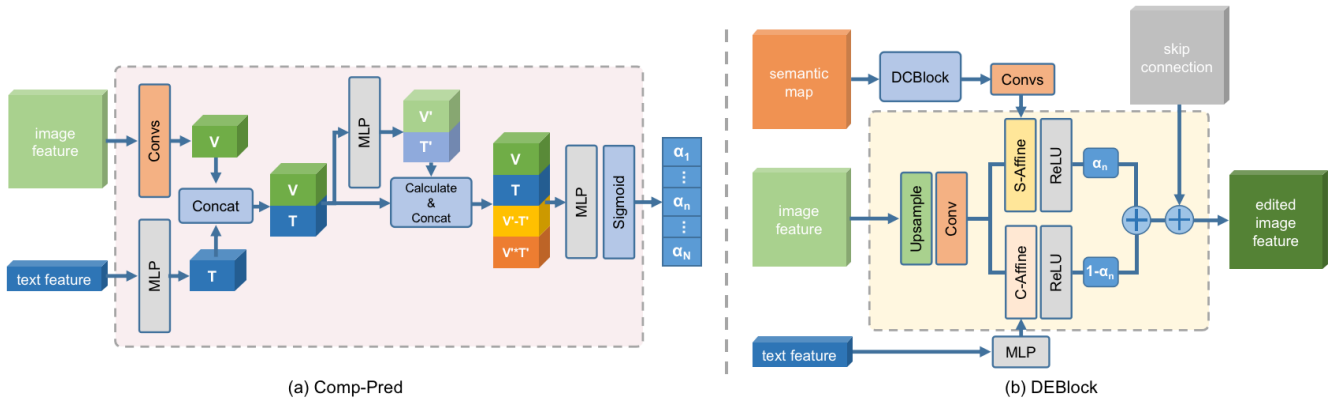 image
feature
text feature
Convs
MLP
V
Concat
T
V
T
MLP
V'
T'
Calculate
&
Concat
V
T
V'-T'
V'*T'
MLP
Sigmoid
α1
⋮
αn
⋮
αN
(a) Comp-Pred
semantic
map
DCBlock
Convs
skip
connection
image
feature
Upsample
Conv
S-Affine
ReLU
αn
C-Affine
ReLU
1-αn
edited
image
feature
text feature
MLP
(b) DEBlock